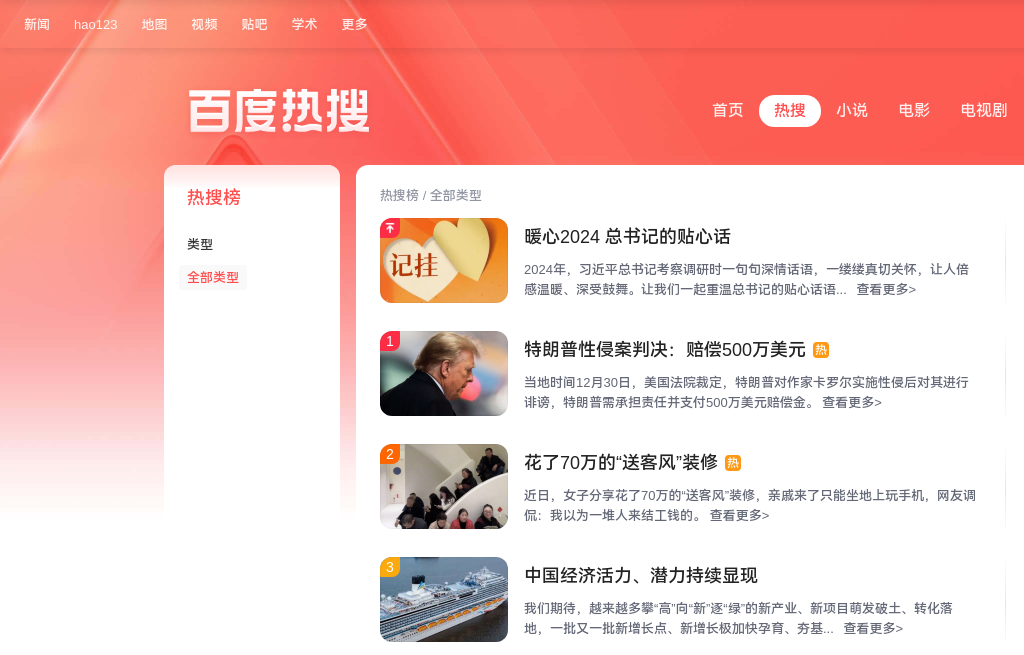 新闻 hao123 地图 视频 贴吧 学术 更多
百度热搜
首页 热搜 小说 电影 电视剧
热搜榜
类型
全部类型
热搜榜 / 全部类型
记挂
暖心2024 总书记的贴心话
2024年，习近平总书记考察调研时一句句深情话语，一缕缕真切关怀，让人倍
感温暖、深受鼓舞。让我们一起重温总书记的贴心话语... 查看更多>
1
特朗普性侵案判决：赔偿500万美元 热
当地时间12月30日，美国法院裁定，特朗普对作家卡罗尔实施性侵后对其进行
诽谤，特朗普需承担责任并支付500万美元赔偿金。 查看更多>
2
花了70万的“送客风”装修 热
近日，女子分享花了70万的“送客风”装修，亲戚来了只能坐地上玩手机，网友调
侃：我以为一堆人来结工钱的。 查看更多>
3
中国经济活力、潜力持续显现
我们期待，越来越多攀“高”向“新”逐“绿”的新产业、新项目萌发破土、转化落
地，一批又一批新增长点、新增长极加快孕育、夯基... 查看更多>